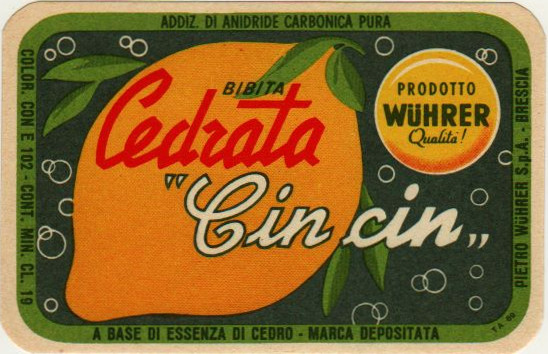 ADDIZ. DI ANIDRIDE CARBONICA PURA
COLOR. CON E 102 - CONT. MIN. CL. 19
BIBITA
Cedrata
"Cin cin„
PRODOTTO
WÜHRER
Qualitá!
PIETRO WÜHRER S.p.A. - BRESCIA
A BASE DI ESSENZA DI CEDRO - MARCA DEPOSITATA